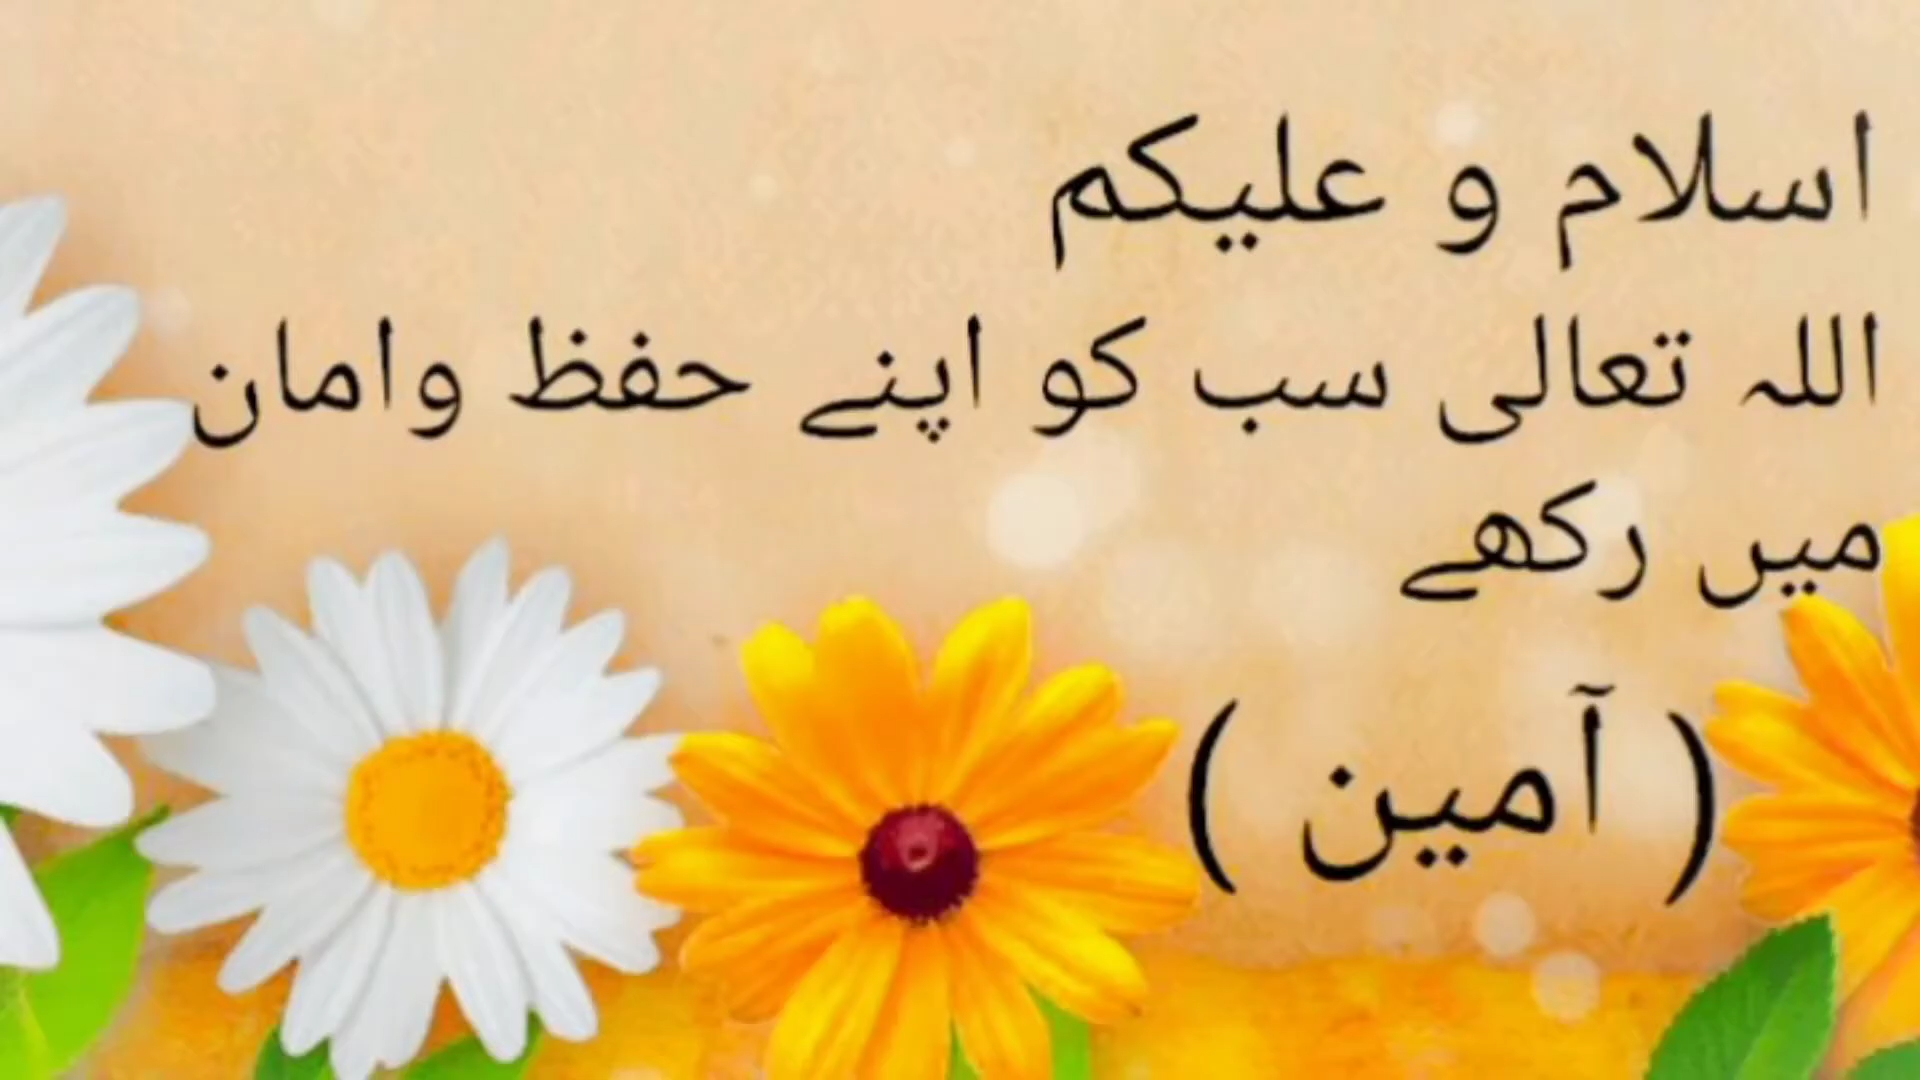 اسلام و علیکم
اللہ تعالی سب کو اپنے حفظ وامان
میں رکھے
( آمین )